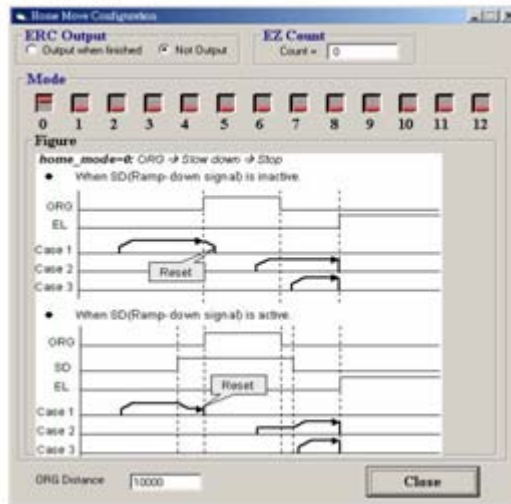 Home Move Configuration
ERC Output
Output when finished
Not Output
EZ Count
Count =
0
Mode
0 1 2 3 4 5 6 7 8 9 10 11 12
Figure
home_mode=0: ORG → Slow down → Stop
● When SD(Ramp-down signal) is inactive.
ORG
EL
Case 1
Reset
Case 2
Case 3
● When SD(Ramp-down signal) is active.
ORG
SD
EL
Reset
Case 1
Case 2
Case 3
ORG Distance
10000
Close